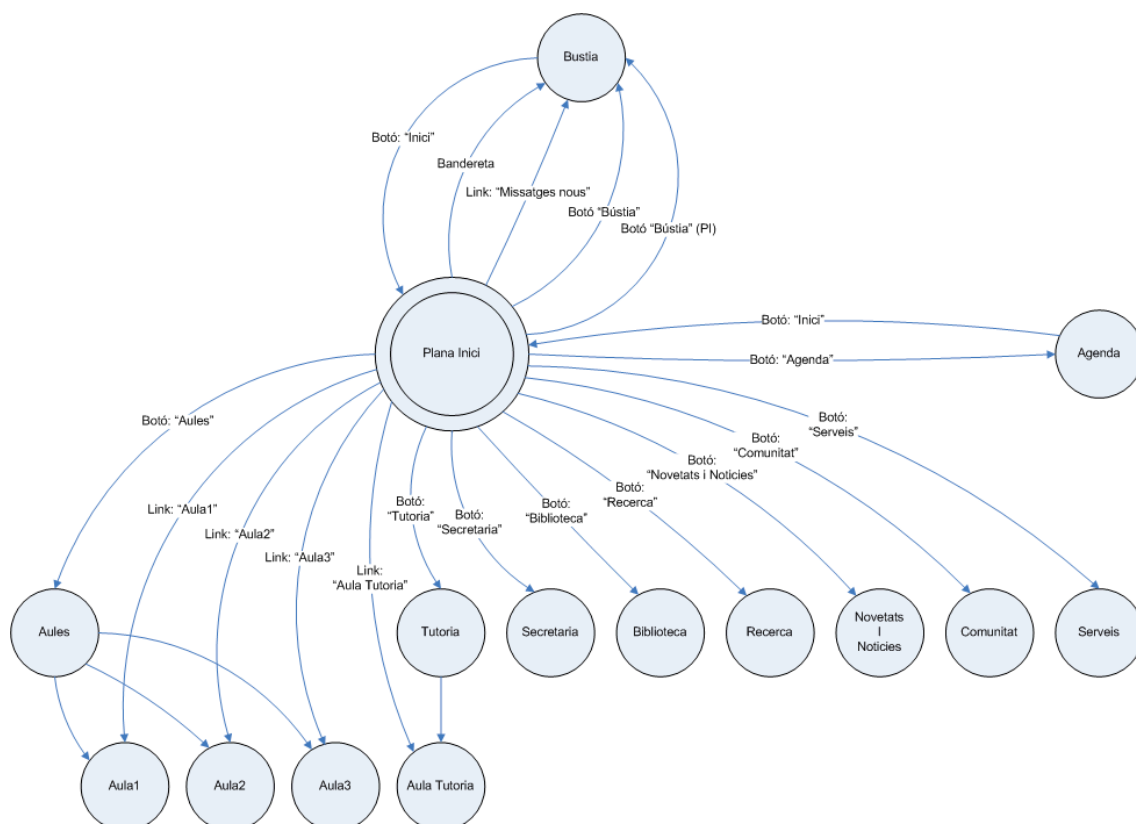 Bustia
Botó: “Inici”
Bandereta
Link: “Missatges nous”
Botó “Bústia”
Botó “Bústia” (PI)
Plana Inici
Botó: “Inici”
Botó: “Agenda”
Agenda
Botó: “Aules”
Link: “Aula1”
Link: “Aula2”
Link: “Aula3”
Link:
“Aula Tutoria”
Botó:
“Tutoria”
Botó:
“Secretaria”
Botó:
“Biblioteca”
Botó:
“Recerca”
Botó:
“Novetats i Noticies”
Botó:
“Comunitat”
Botó:
“Serveis”
Aules
Tutoria
Secretaria
Biblioteca
Recerca
Novetats
I
Noticies
Comunitat
Serveis
Aula1
Aula2
Aula3
Aula Tutoria